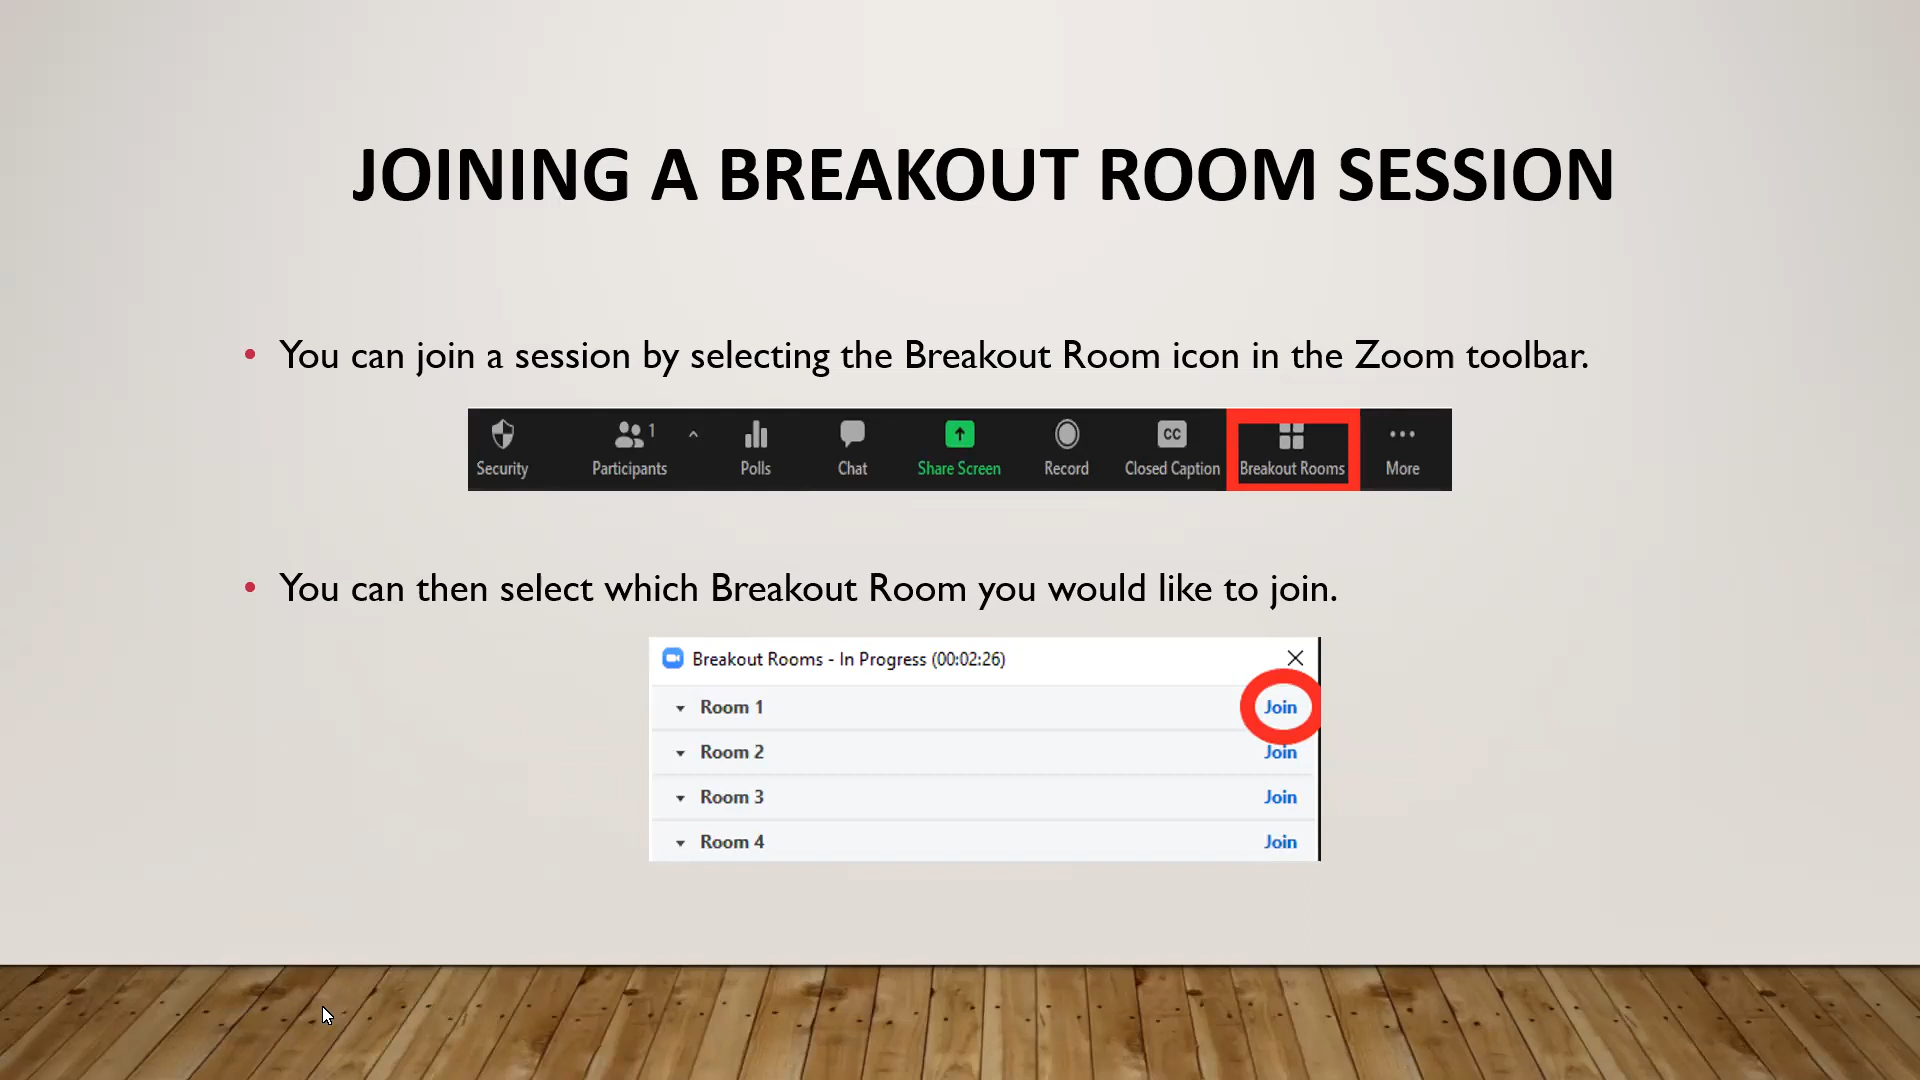 JOINING A BREAKOUT ROOM SESSION
• You can join a session by selecting the Breakout Room icon in the Zoom toolbar.
Security Participants 1 Polls Chat Share Screen Record CC Closed Caption Breakout Rooms More
• You can then select which Breakout Room you would like to join.
Breakout Rooms - In Progress (00:02:26)
Room 1 Join
Room 2 Join
Room 3 Join
Room 4 Join